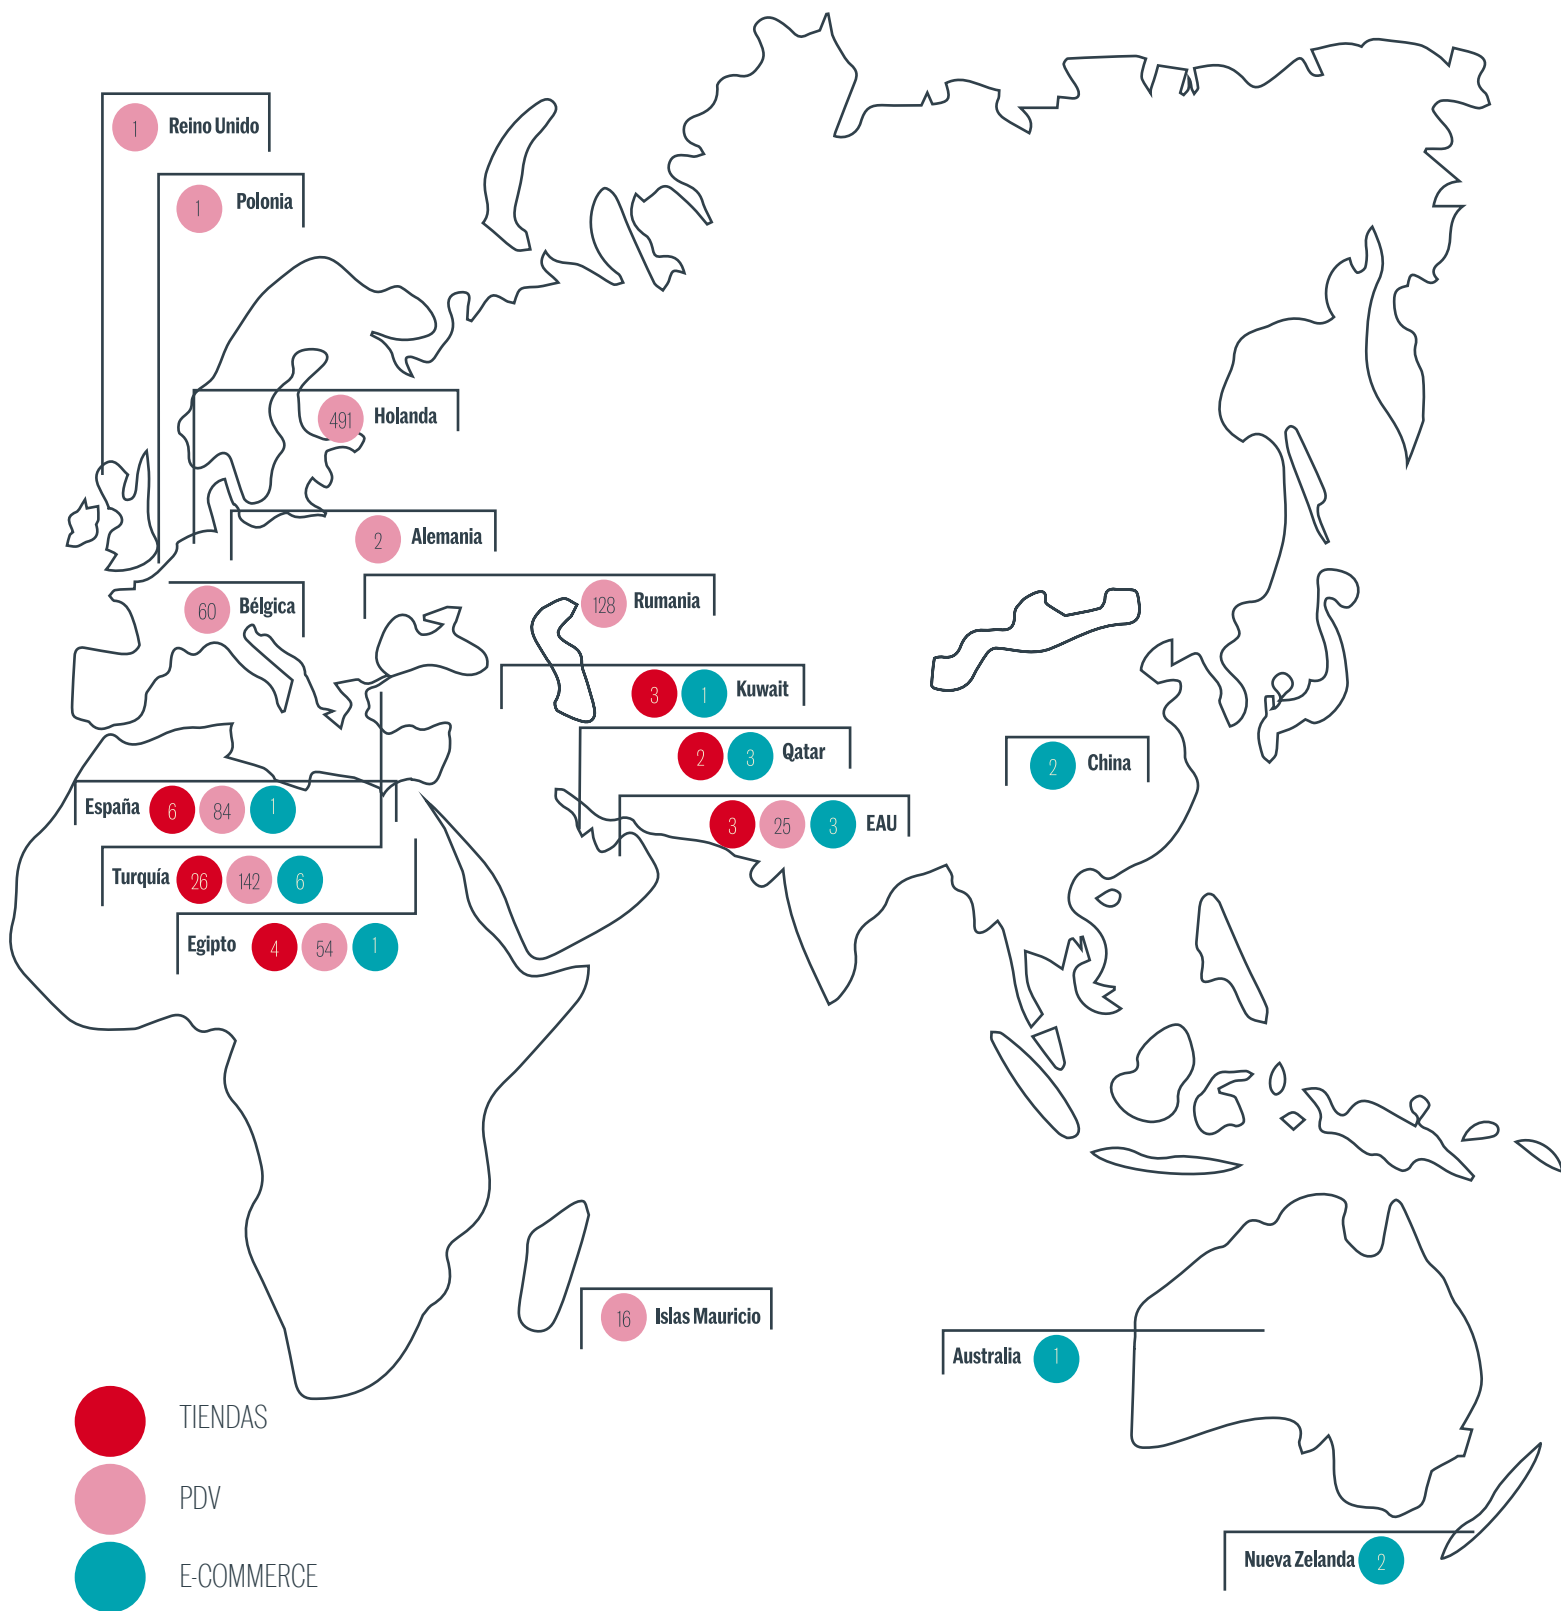 1 Reino Unido
1 Polonia
491 Holanda
2 Alemania
128 Rumania
60 Bélgica
3 1 Kuwait
2 3 Qatar
2 China
España 6 84 1
3 25 3 EAU
Turquía 26 142 6
Egipto 4 54 1
16 Islas Mauricio
Australia 1
TIENDAS
PDV
E-COMMERCE
Nueva Zelanda 2